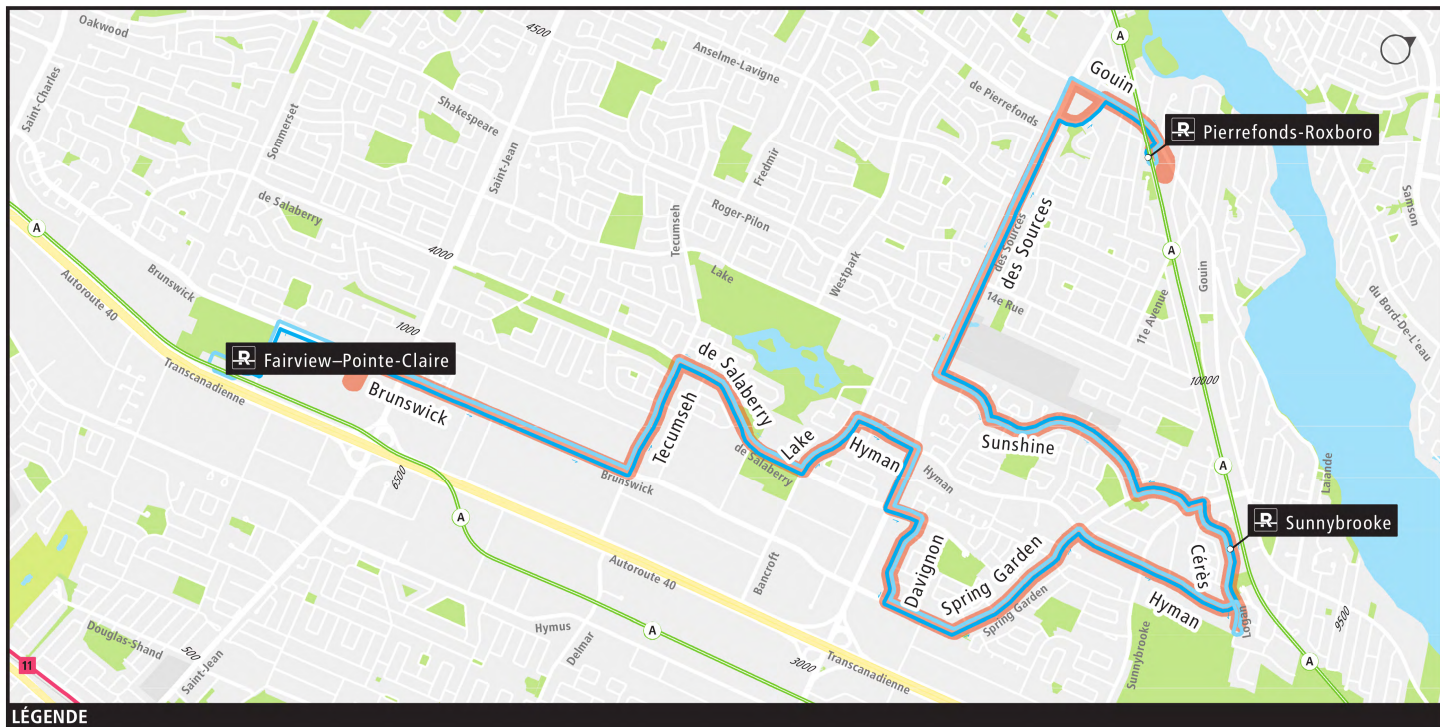 Oakwood
4500
A
Anselme-Lavigne
Gouin
Saint-Charles
Shakespeare
de Pierrefonds
Sommerset
Saint-Jean
R Pierrefonds-Roxboro
Fredmir
Samson
de Salaberry
Roger-Pilon
Tecumseh
des Sources
des Sources
A
4000
A
Lake
Westpark
Gouin
Brunswick
Autoroute 40
14e Rue
11e Avenue
du Bord-De-L'eau
1000
R Fairview–Pointe-Claire
Transcanadienne
Brunswick
de Salaberry
10000
Tecumseh
Lake
Hyman
Sunshine
de Salaberry
Hyman
Lalande
A
6500
Brunswick
A
R Sunnybrooke
Autoroute 40
Bancroft
Davignon
Spring Garden
Cérès
Hyman
Logan
9500
Spring Garden
Douglas-Shand
Hymus
A
Delmar
500
Saint-Jean
11
3000
Transcanadienne
Sunnybrooke
A
LÉGENDE